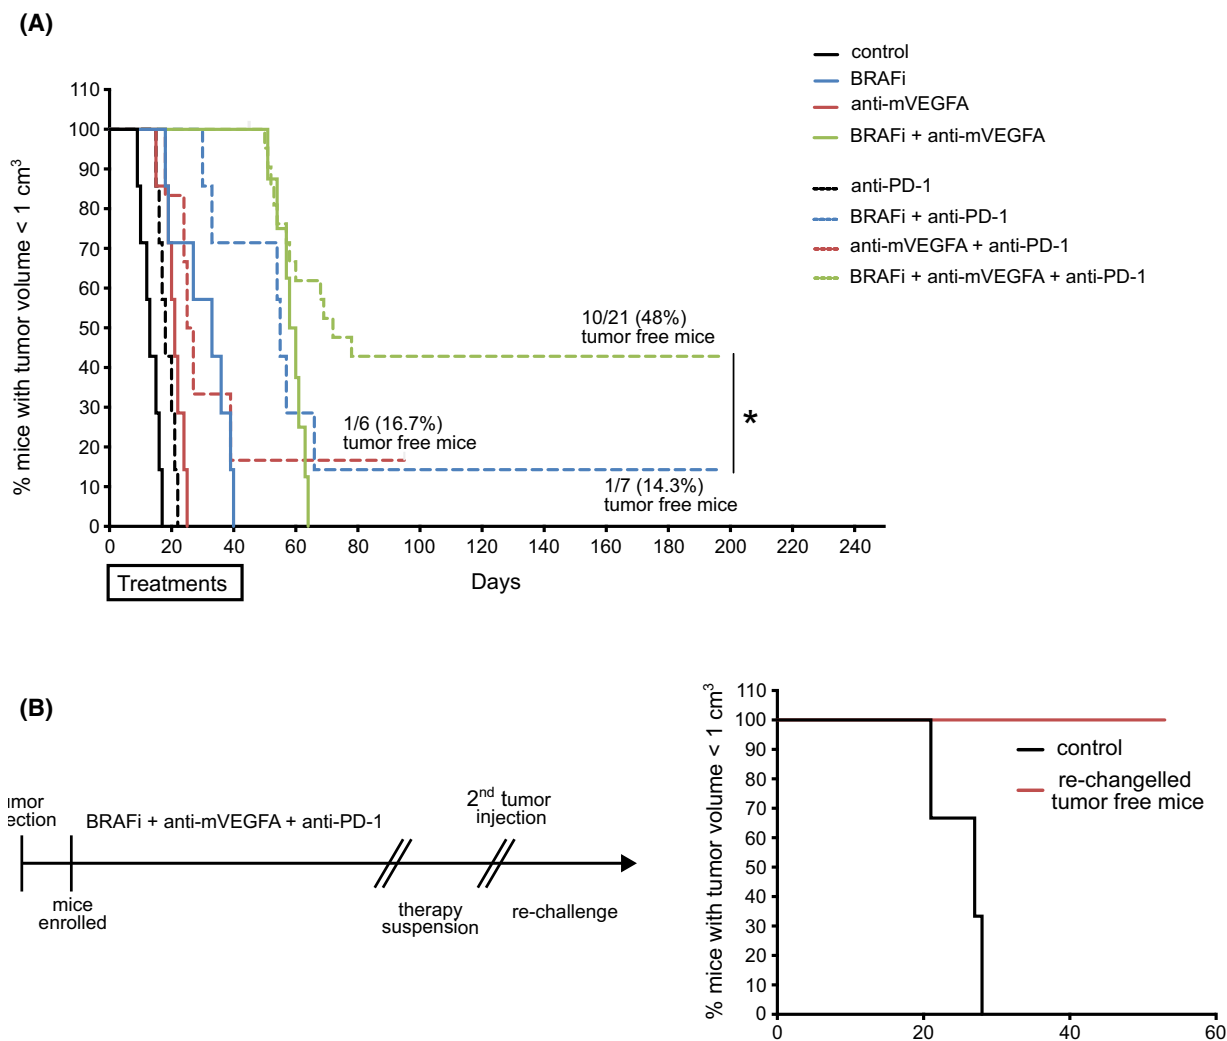 (A)
control
BRAFi
anti-mVEGFA
BRAFi + anti-mVEGFA
anti-PD-1
BRAFi + anti-PD-1
anti-mVEGFA + anti-PD-1
BRAFi + anti-mVEGFA + anti-PD-1
% mice with tumor volume < 1 cm³
110
100
90
80
70
60
50
40
30
20
10
0
10/21 (48%)
tumor free mice
1/6 (16.7%)
tumor free mice
1/7 (14.3%)
tumor free mice
*
0 20 40 60 80 100 120 140 160 180 200 220 240
Treatments
Days
(B)
umor
ection
BRAFi + anti-mVEGFA + anti-PD-1
2nd tumor
injection
mice
enrolled
therapy
suspension
re-challenge
% mice with tumor volume < 1 cm³
110
100
90
80
70
60
50
40
30
20
10
0
control
re-changelled
tumor free mice
0 20 40 60